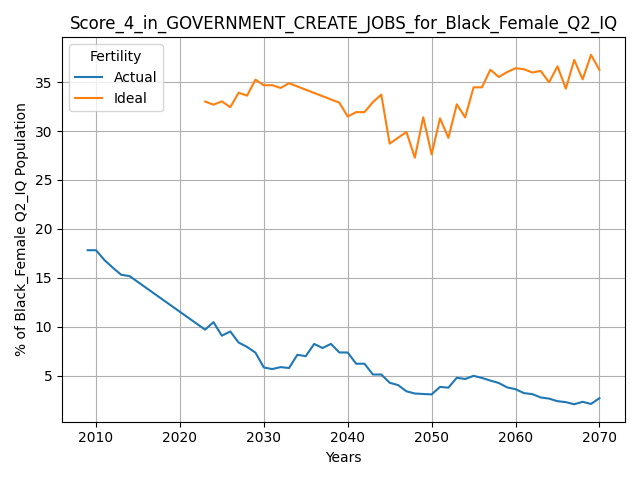 Score_4_in_GOVERNMENT_CREATE_JOBS_for_Black_Female_Q2_IQ
Fertility
Actual
Ideal
35
30
25
20
15
10
5
% of Black_Female Q2_IQ Population
2010 2020 2030 2040 2050 2060 2070
Years